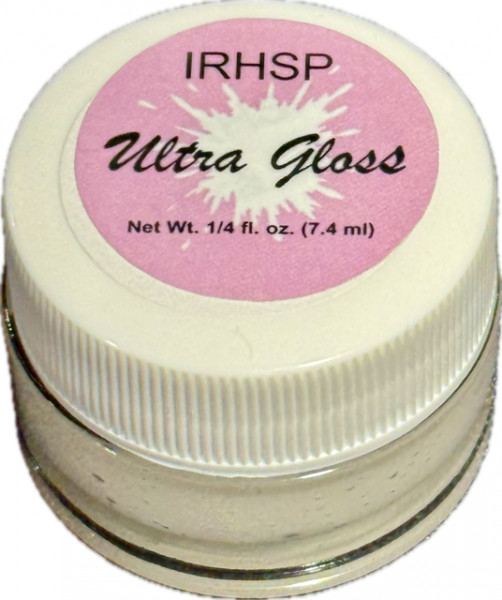 IRHSP
Ultra Gloss
Net Wt. 1/4 fl. oz. (7.4 ml)